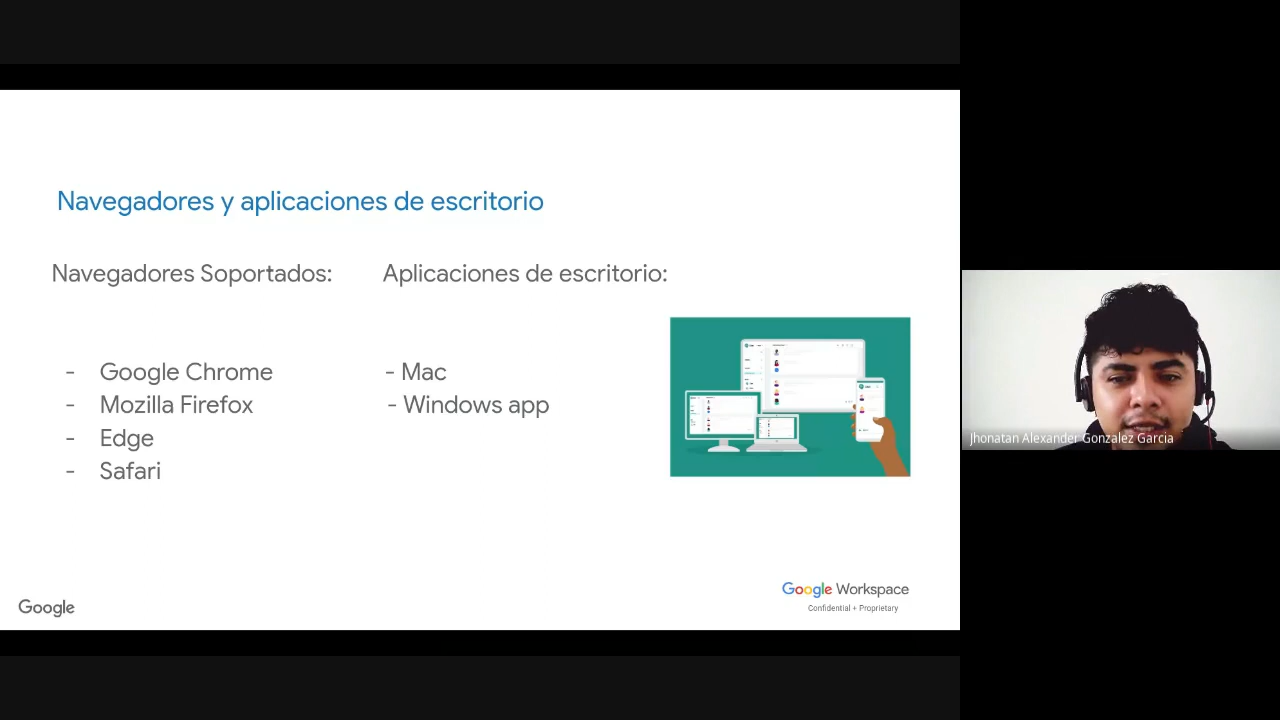 Navegadores y aplicaciones de escritorio
Navegadores Soportados:
- Google Chrome
- Mozilla Firefox
- Edge
- Safari
Aplicaciones de escritorio:
- Mac
- Windows app
Jhonatan Alexander Gonzalez Garcia
Google Workspace
Confidential + Proprietary
Google